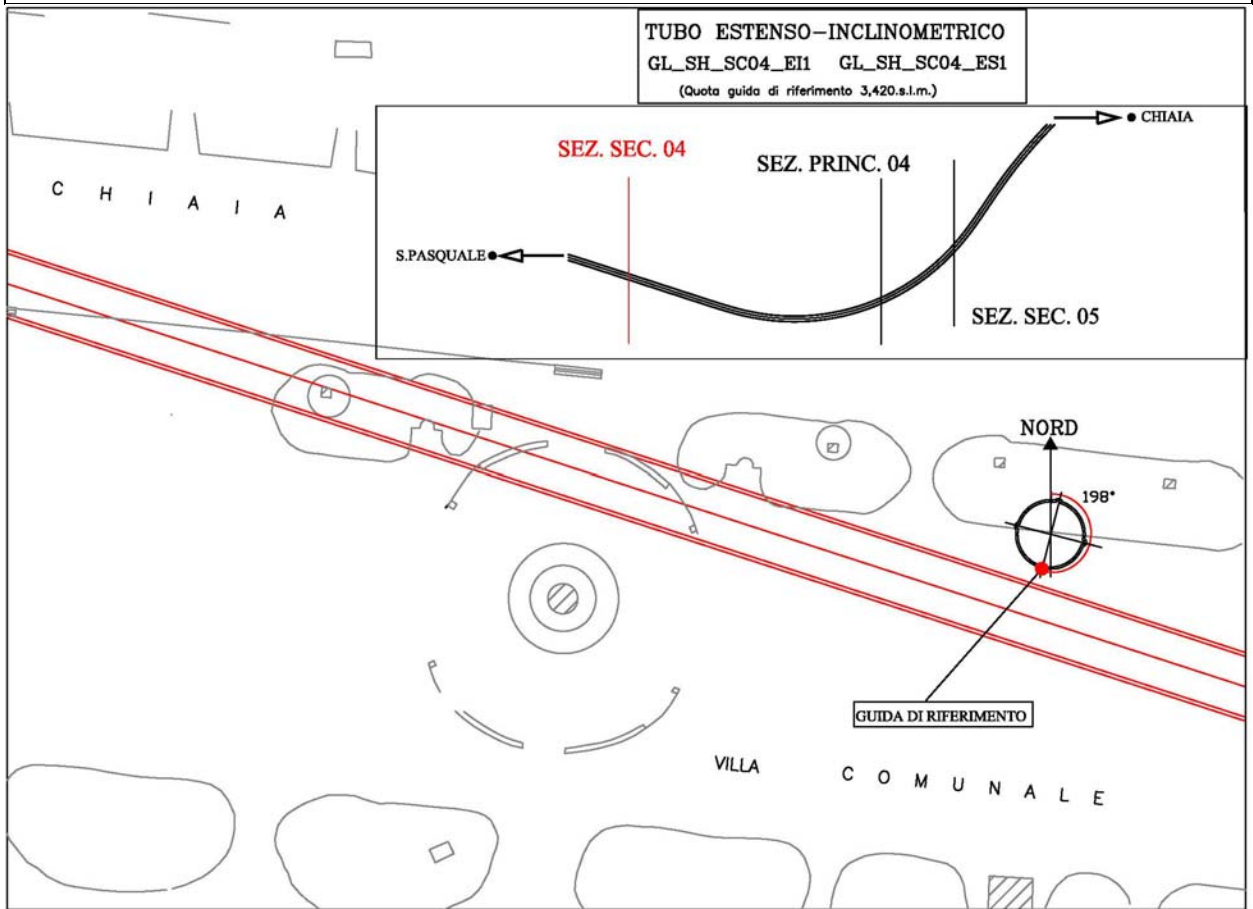 TUBO ESTENSO-INCLINOMETRICO
GL_SH_SC04_EI1 GL_SH_SC04_ES1
(Quota guida di riferimento 3,420.s.l.m.)
CHIAIA
SEZ. SEC. 04
SEZ. PRINC. 04
C H I A I A
S.PASQUALE
SEZ. SEC. 05
NORD
198°
GUIDA DI RIFERIMENTO
VILLA C O M U N A L E